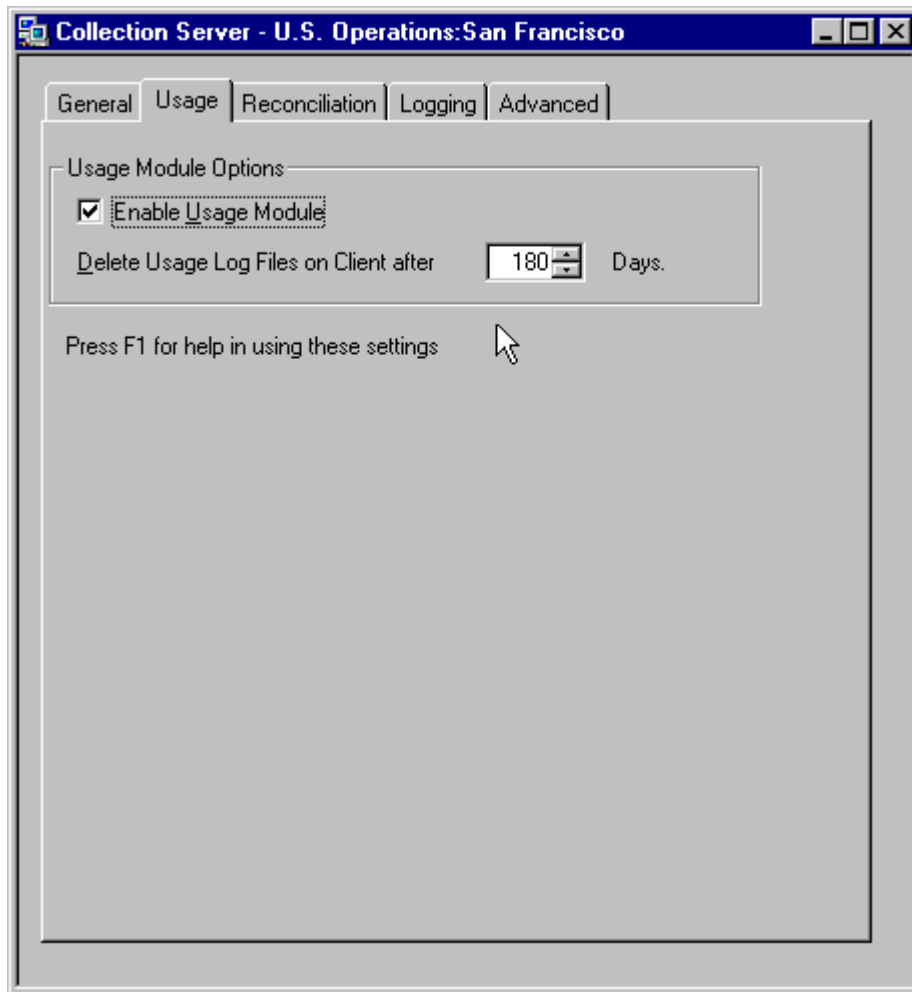 Collection Server - U.S. Operations:San Francisco
General Usage Reconciliation Logging Advanced
Usage Module Options
Enable Usage Module
Delete Usage Log Files on Client after 180 Days.
Press F1 for help in using these settings